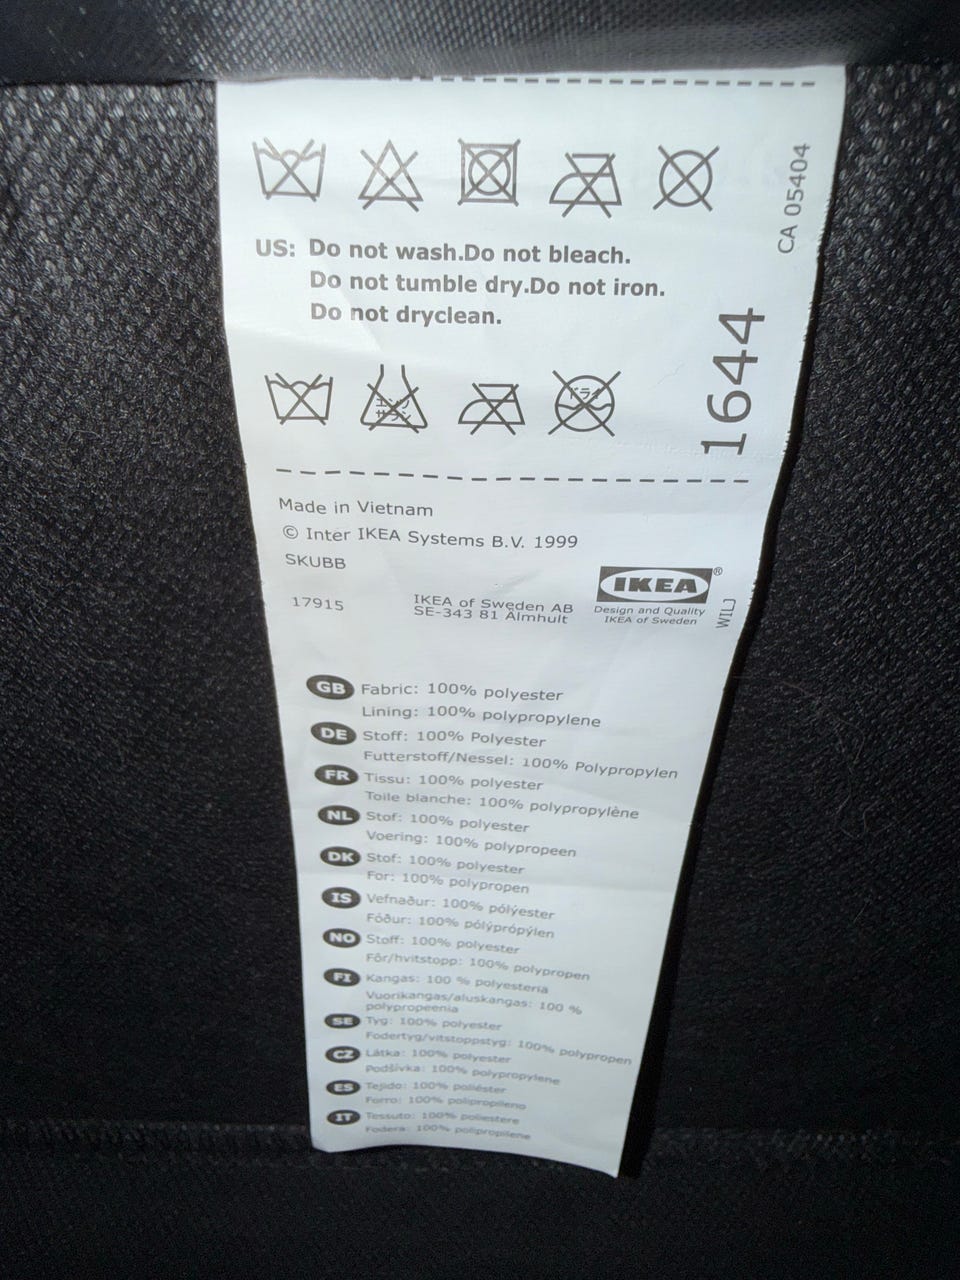 US: Do not wash.Do not bleach.
Do not tumble dry.Do not iron.
Do not dryclean.
CA 05404
1644
ドライ
Made in Vietnam
© Inter IKEA Systems B.V. 1999
SKUBB
17915
IKEA of Sweden AB
SE-343 81 Älmhult
IKEA®
Design and Quality
IKEA of Sweden
WILJ
GB Fabric: 100% polyester
Lining: 100% polypropylene
DE Stoff: 100% Polyester
Futterstoff/Nessel: 100% Polypropylen
FR Tissu: 100% polyester
Toile blanche: 100% polypropylène
NL Stof: 100% polyester
Voering: 100% polypropeen
DK Stof: 100% polyester
For: 100% polypropen
IS Vefnaður: 100% pólýester
Fóður: 100% pólýprópýlen
NO Stoff: 100% polyester
Fôr/hvitstopp: 100% polypropen
FI Kangas: 100 % polyesteria
Vuorikangas/aluskangas: 100 %
polypropeenia
SE Tyg: 100% polyester
Fodertyg/vitstoppstyg: 100% polypropen
CZ Látka: 100% polyester
Podšívka: 100% polypropylene
ES Tejido: 100% poliéster
Forro: 100% polipropileno
IT Tessuto: 100% poliestere
Fodera: 100% polipropilene